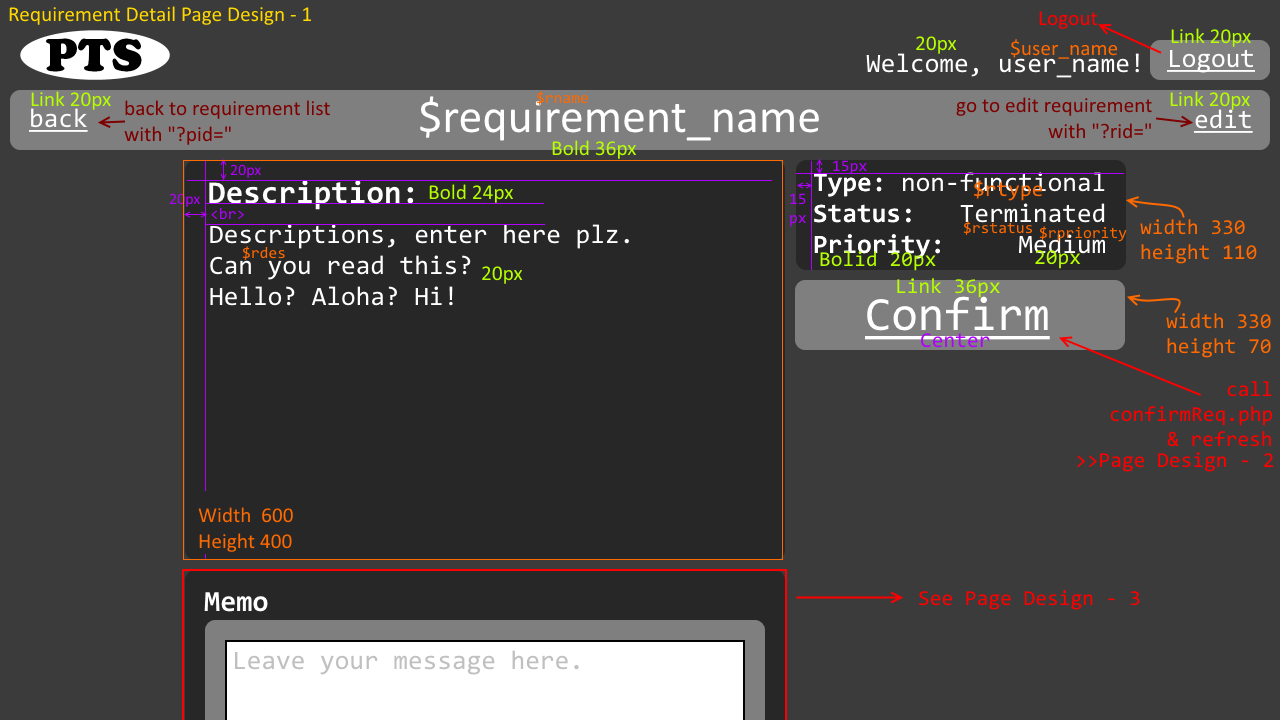 Requirement Detail Page Design - 1
PTS
Logout
20px
$user_name
Link 20px
Welcome, user_name!
Logout
Link 20px
back
back to requirement list
with "?pid="
$rname
$requirement_name
Bold 36px
go to edit requirement
with "?rid="
Link 20px
edit
20px
20px
Description:
Bold 24px
<br>
Descriptions, enter here plz.
$rdes
Can you read this?
20px
Hello? Aloha? Hi!
Width 600
Height 400
15px
15
px
Type: non-functional
$rtype
Status: Terminated
$rstatus
$rpriority
Priority: Medium
Bolid 20px
20px
width 330
height 110
Link 36px
Confirm
Center
width 330
height 70
call
confirmReq.php
& refresh
>>Page Design - 2
Memo
Leave your message here.
See Page Design - 3